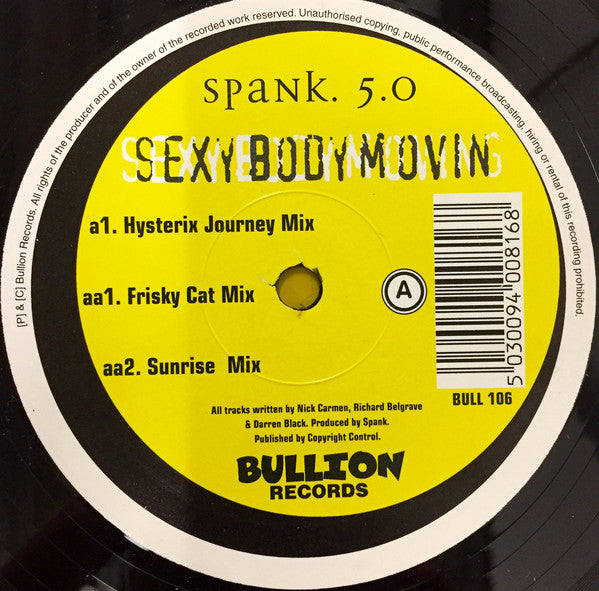 [P] & [C] Bullion Records. All rights of the producer and of the owner of the recorded work reserved. Unauthorised copying, public performance broadcasting, hiring or rental of this recording prohibited.
spank. 5.0
SEXYBODYMOVIN
a1. Hysterix Journey Mix
aa1. Frisky Cat Mix
A
aa2. Sunrise Mix
5 030094 008168
BULL 106
All tracks written by Nick Carmen, Richard Belgrave
& Darren Black. Produced by Spank.
Published by Copyright Control.
BULLION
RECORDS